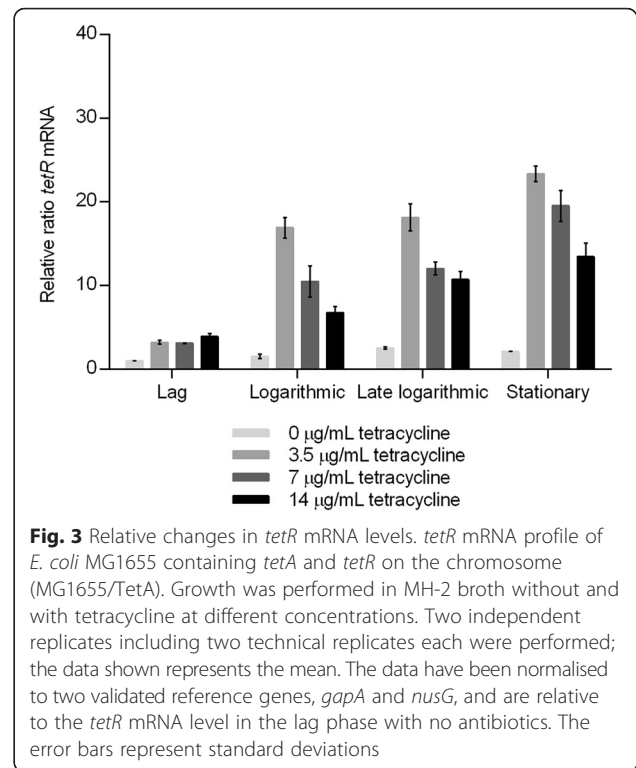 40
30
20
10
0
Relative ratio tetR mRNA
Lag Logarithmic Late logarithmic Stationary
0 µg/mL tetracycline
3.5 µg/mL tetracycline
7 µg/mL tetracycline
14 µg/mL tetracycline
Fig. 3 Relative changes in tetR mRNA levels. tetR mRNA profile of
E. coli MG1655 containing tetA and tetR on the chromosome
(MG1655/TetA). Growth was performed in MH-2 broth without and
with tetracycline at different concentrations. Two independent
replicates including two technical replicates each were performed;
the data shown represents the mean. The data have been normalised
to two validated reference genes, gapA and nusG, and are relative
to the tetR mRNA level in the lag phase with no antibiotics. The
error bars represent standard deviations